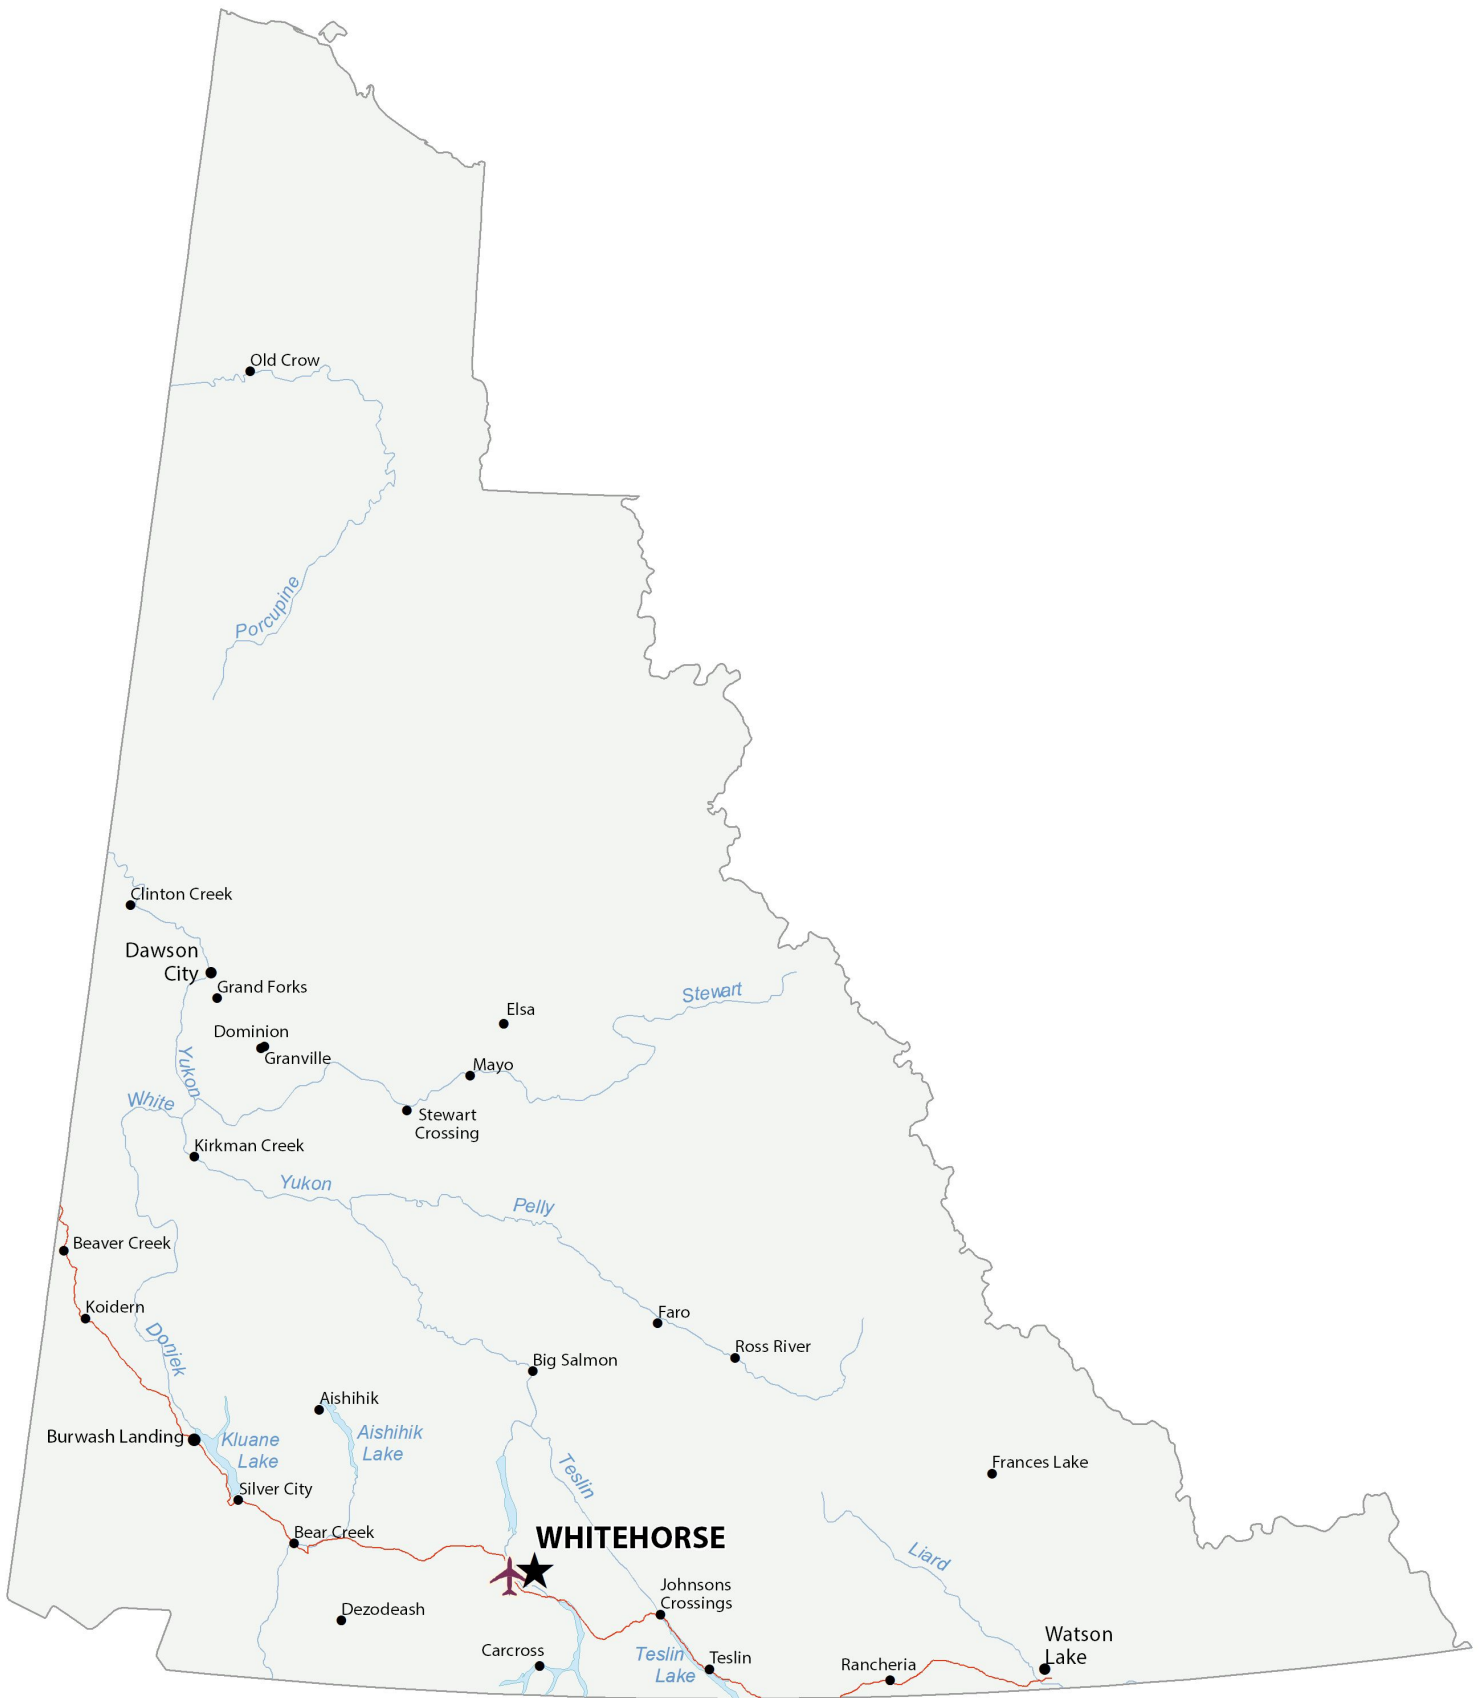 Old Crow
Porcupine
Clinton Creek
Dawson
City
Grand Forks
Stewart
Elsa
Dominion
Granville
Yukon
Mayo
White
Stewart
Crossing
Kirkman Creek
Yukon
Pelly
Beaver Creek
Koidern
Faro
Donjek
Ross River
Big Salmon
Aishihik
Burwash Landing
Kluane
Lake
Aishihik
Lake
Frances Lake
Teslin
Silver City
Bear Creek
WHITEHORSE
Liard
Johnsons
Crossings
Dezodeash
Carcross
Teslin
Lake
Teslin
Rancheria
Watson
Lake